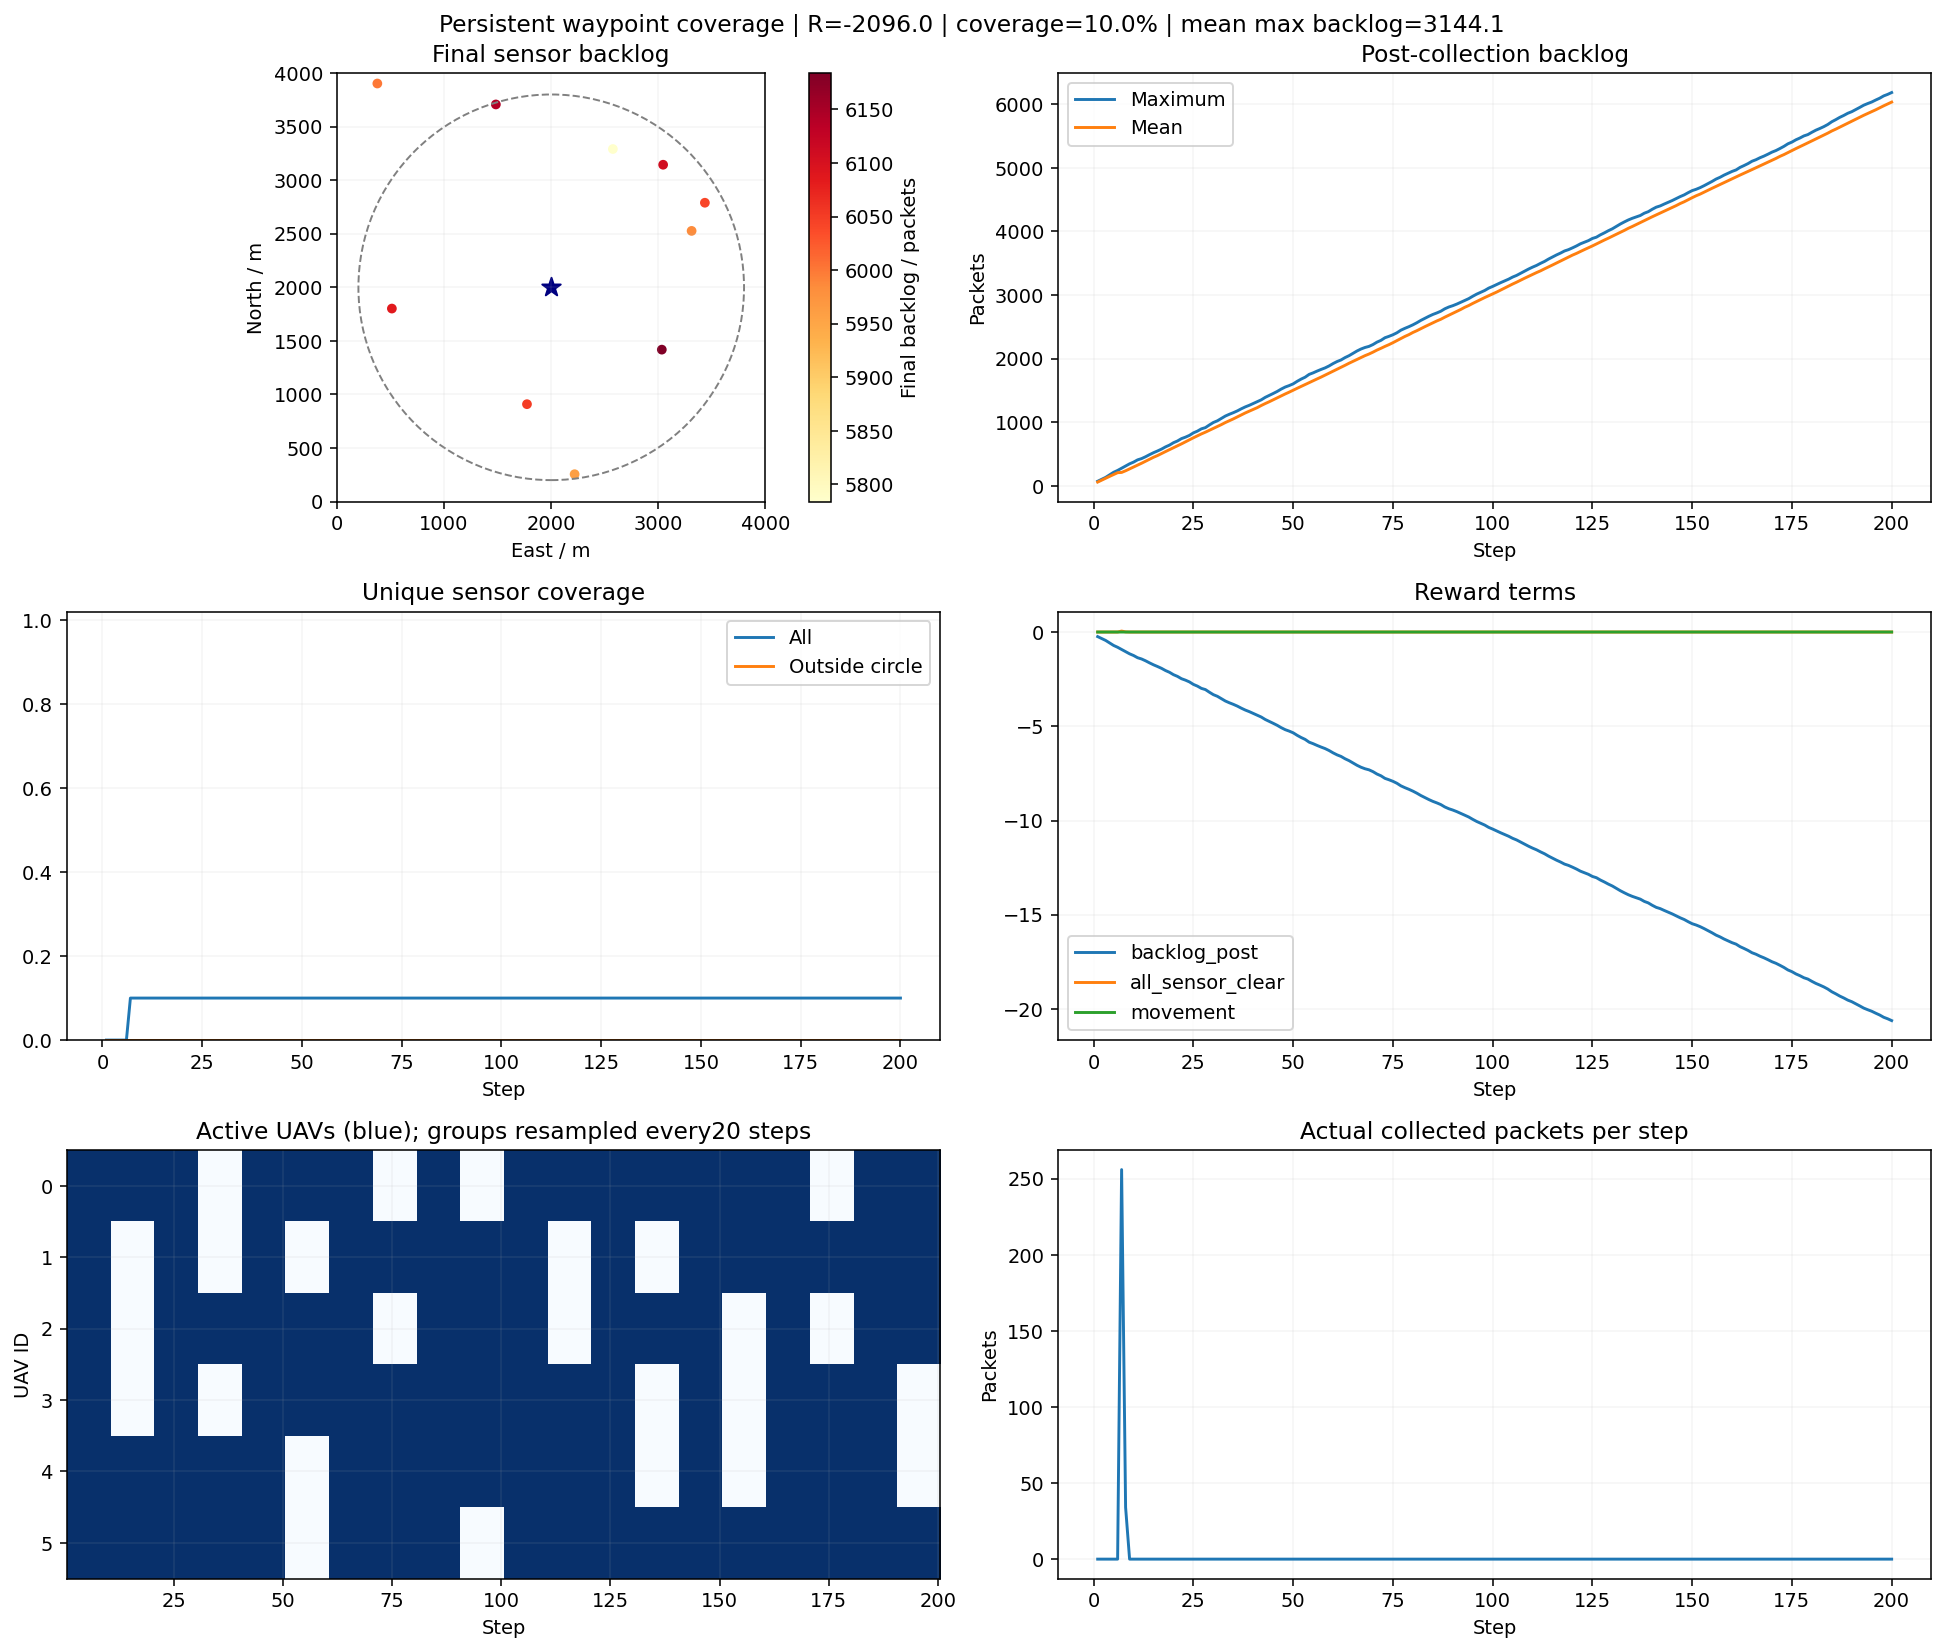 Persistent waypoint coverage | R=-2096.0 | coverage=10.0% | mean max backlog=3144.1
Final sensor backlog
4000
3500
3000
2500
2000
1500
1000
500
0
North / m
0 1000 2000 3000 4000
East / m
6150
6100
6050
6000
5950
5900
5850
5800
Final backlog / packets
Post-collection backlog
Maximum
Mean
6000
5000
4000
3000
2000
1000
0
Packets
0 25 50 75 100 125 150 175 200
Step
Unique sensor coverage
All
Outside circle
1.0
0.8
0.6
0.4
0.2
0.0
0 25 50 75 100 125 150 175 200
Step
Reward terms
0
−5
−10
−15
−20
backlog_post
all_sensor_clear
movement
0 25 50 75 100 125 150 175 200
Step
Active UAVs (blue); groups resampled every20 steps
0
1
2
3
4
5
UAV ID
25 50 75 100 125 150 175 200
Step
Actual collected packets per step
250
200
150
100
50
0
Packets
0 25 50 75 100 125 150 175 200
Step